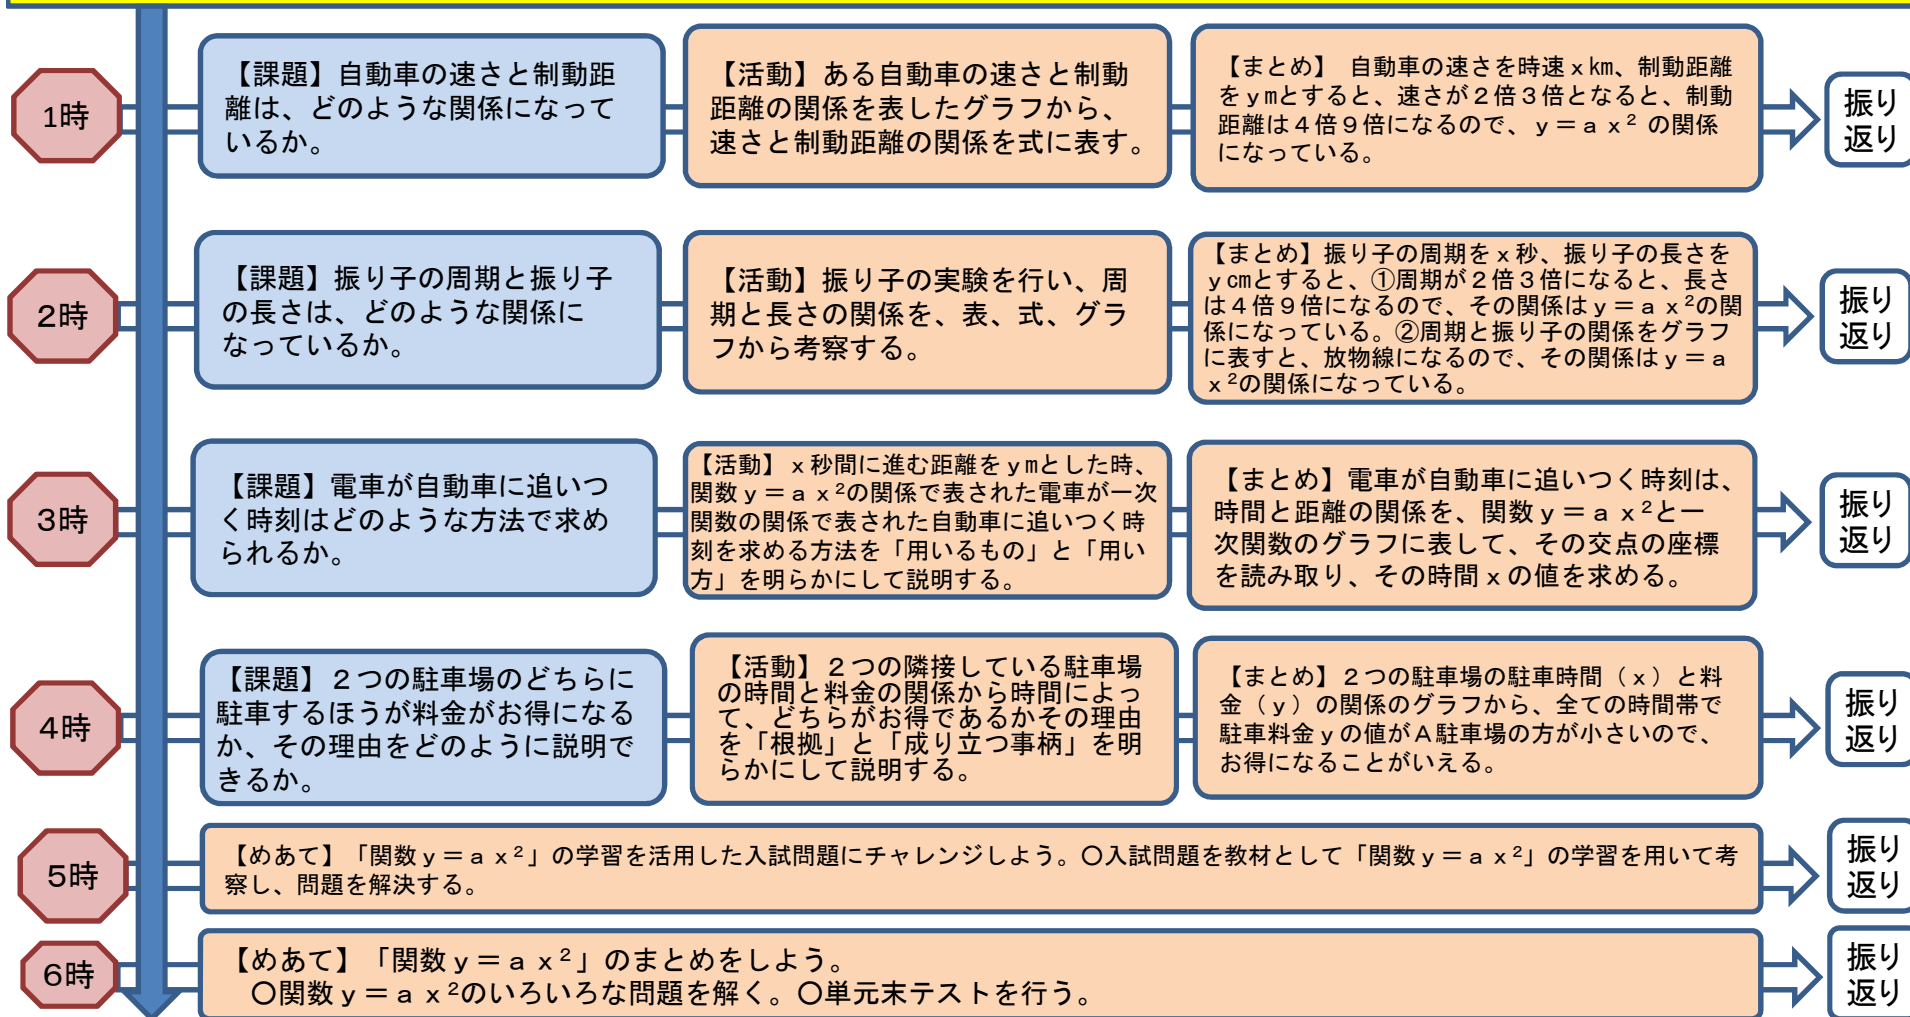 1時
【課題】自動車の速さと制動距
離は、どのような関係になって
いるか。
【活動】ある自動車の速さと制動
距離の関係を表したグラフから、
速さと制動距離の関係を式に表す。
【まとめ】 自動車の速さを時速ｘ㎞、制動距離
をｙｍとすると、速さが２倍３倍となると、制動
距離は４倍９倍になるので、ｙ＝ａｘ² の関係
になっている。
振り
返り
2時
【課題】振り子の周期と振り子
の長さは、どのような関係に
なっているか。
【活動】振り子の実験を行い、周
期と長さの関係を、表、式、グラ
フから考察する。
【まとめ】振り子の周期をｘ秒、振り子の長さを
ｙ㎝とすると、①周期が２倍３倍になると、長さ
は４倍９倍になるので、その関係はｙ＝ａｘ²の関
係になっている。②周期と振り子の関係をグラフ
に表すと、放物線になるので、その関係はｙ＝ａ
ｘ²の関係になっている。
振り
返り
3時
【課題】電車が自動車に追いつ
く時刻はどのような方法で求め
られるか。
【活動】ｘ秒間に進む距離をｙｍとした時、
関数ｙ＝ａｘ²の関係で表された電車が一次
関数の関係で表された自動車に追いつく時
刻を求める方法を「用いるもの」と「用い
方」を明らかにして説明する。
【まとめ】電車が自動車に追いつく時刻は、
時間と距離の関係を、関数ｙ＝ａｘ²と一
次関数のグラフに表して、その交点の座標
を読み取り、その時間ｘの値を求める。
振り
返り
4時
【課題】２つの駐車場のどちらに
駐車するほうが料金がお得になる
か、その理由をどのように説明で
きるか。
【活動】２つの隣接している駐車場
の時間と料金の関係から時間によっ
て、どちらがお得であるかその理由
を「根拠」と「成り立つ事柄」を明
らかにして説明する。
【まとめ】２つの駐車場の駐車時間（ｘ）と料
金（ｙ）の関係のグラフから、全ての時間帯で
駐車料金ｙの値がＡ駐車場の方が小さいので、
お得になることがいえる。
振り
返り
5時
【めあて】「関数ｙ＝ａｘ²」の学習を活用した入試問題にチャレンジしよう。〇入試問題を教材として「関数ｙ＝ａｘ²」の学習を用いて考
察し、問題を解決する。
振り
返り
6時
【めあて】「関数ｙ＝ａｘ²」のまとめをしよう。
〇関数ｙ＝ａｘ²のいろいろな問題を解く。〇単元末テストを行う。
振り
返り